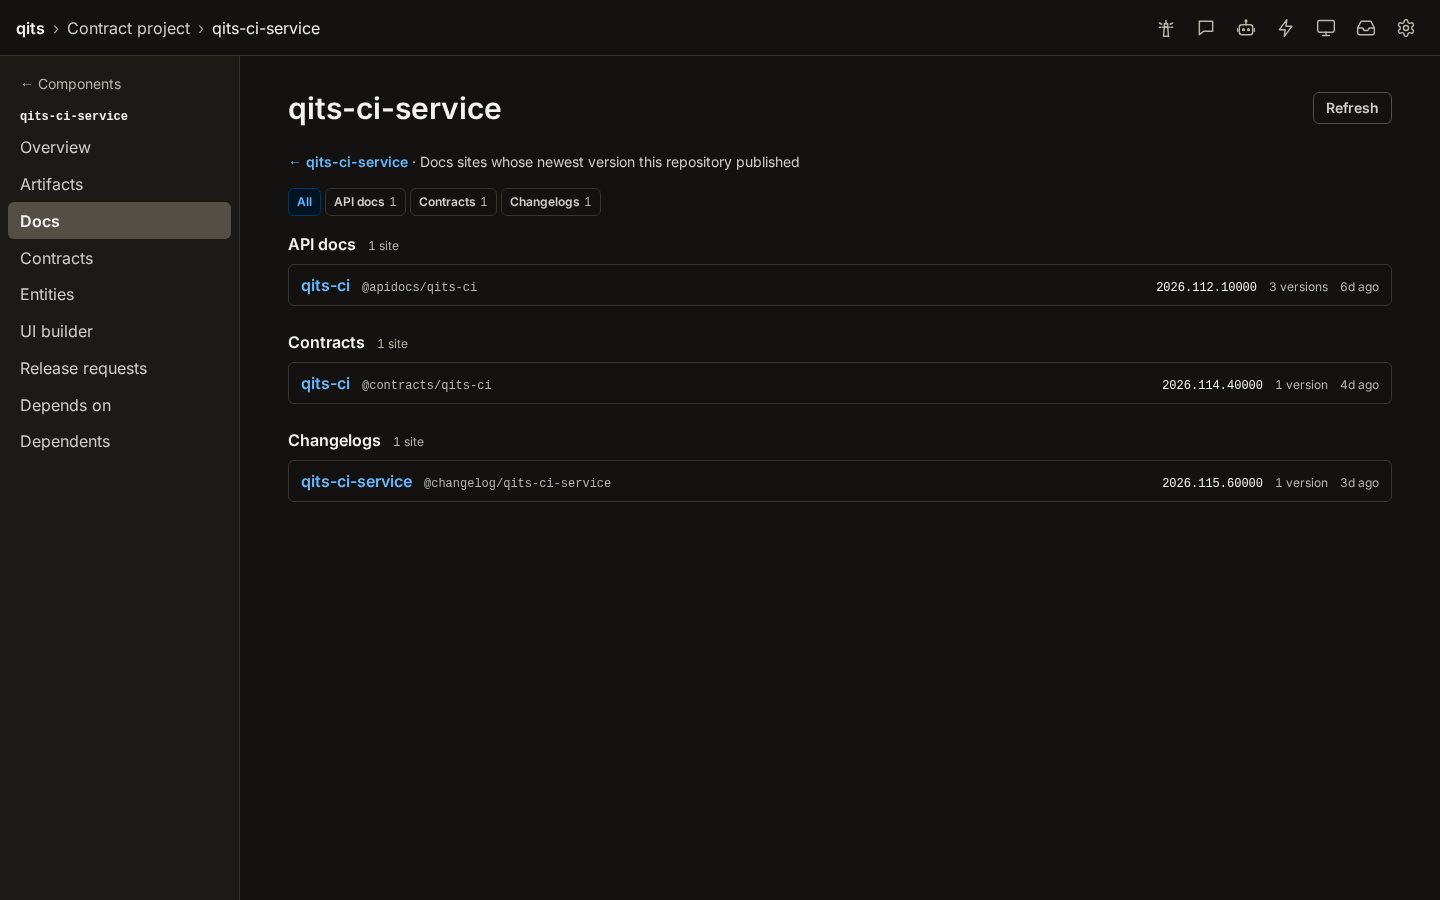 qits › Contract project › qits-ci-service
← Components
qits-ci-service
Overview
Artifacts
Docs
Contracts
Entities
UI builder
Release requests
Depends on
Dependents
qits-ci-service
Refresh
← qits-ci-service · Docs sites whose newest version this repository published
All
API docs 1
Contracts 1
Changelogs 1
API docs 1 site
qits-ci @apidocs/qits-ci 2026.112.10000 3 versions 6d ago
Contracts 1 site
qits-ci @contracts/qits-ci 2026.114.40000 1 version 4d ago
Changelogs 1 site
qits-ci-service @changelog/qits-ci-service 2026.115.60000 1 version 3d ago